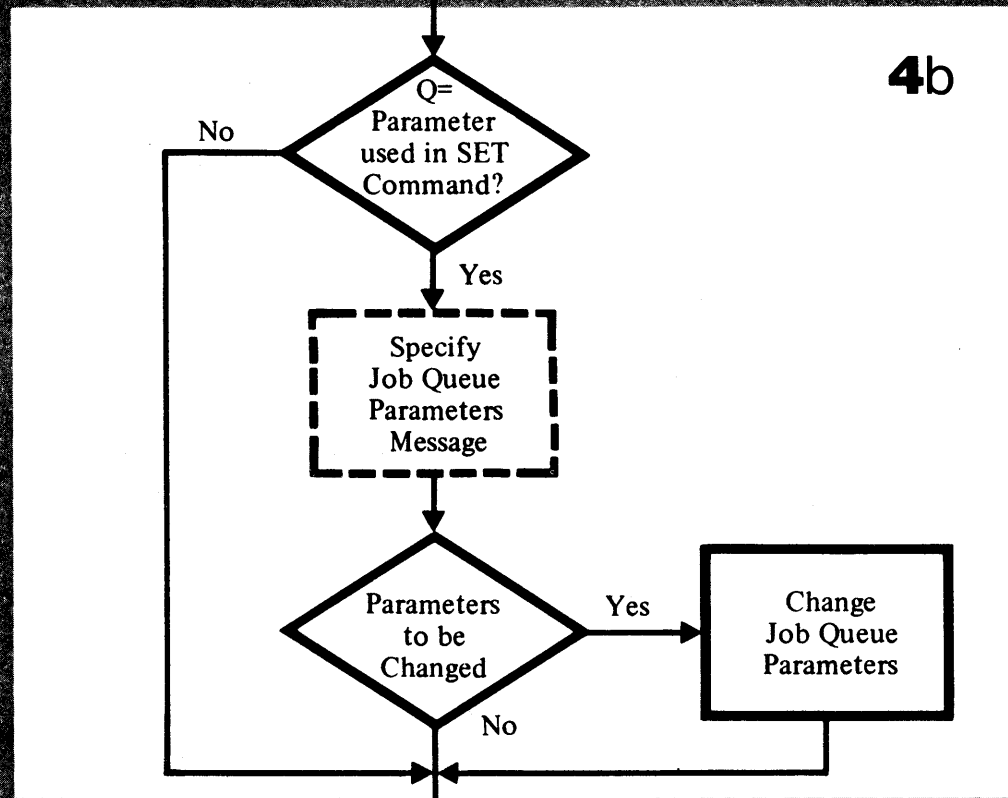 4b
Q=
Parameter
used in SET
Command?
No
Yes
Specify
Job Queue
Parameters
Message
Parameters
to be
Changed
Yes
No
Change
Job Queue
Parameters